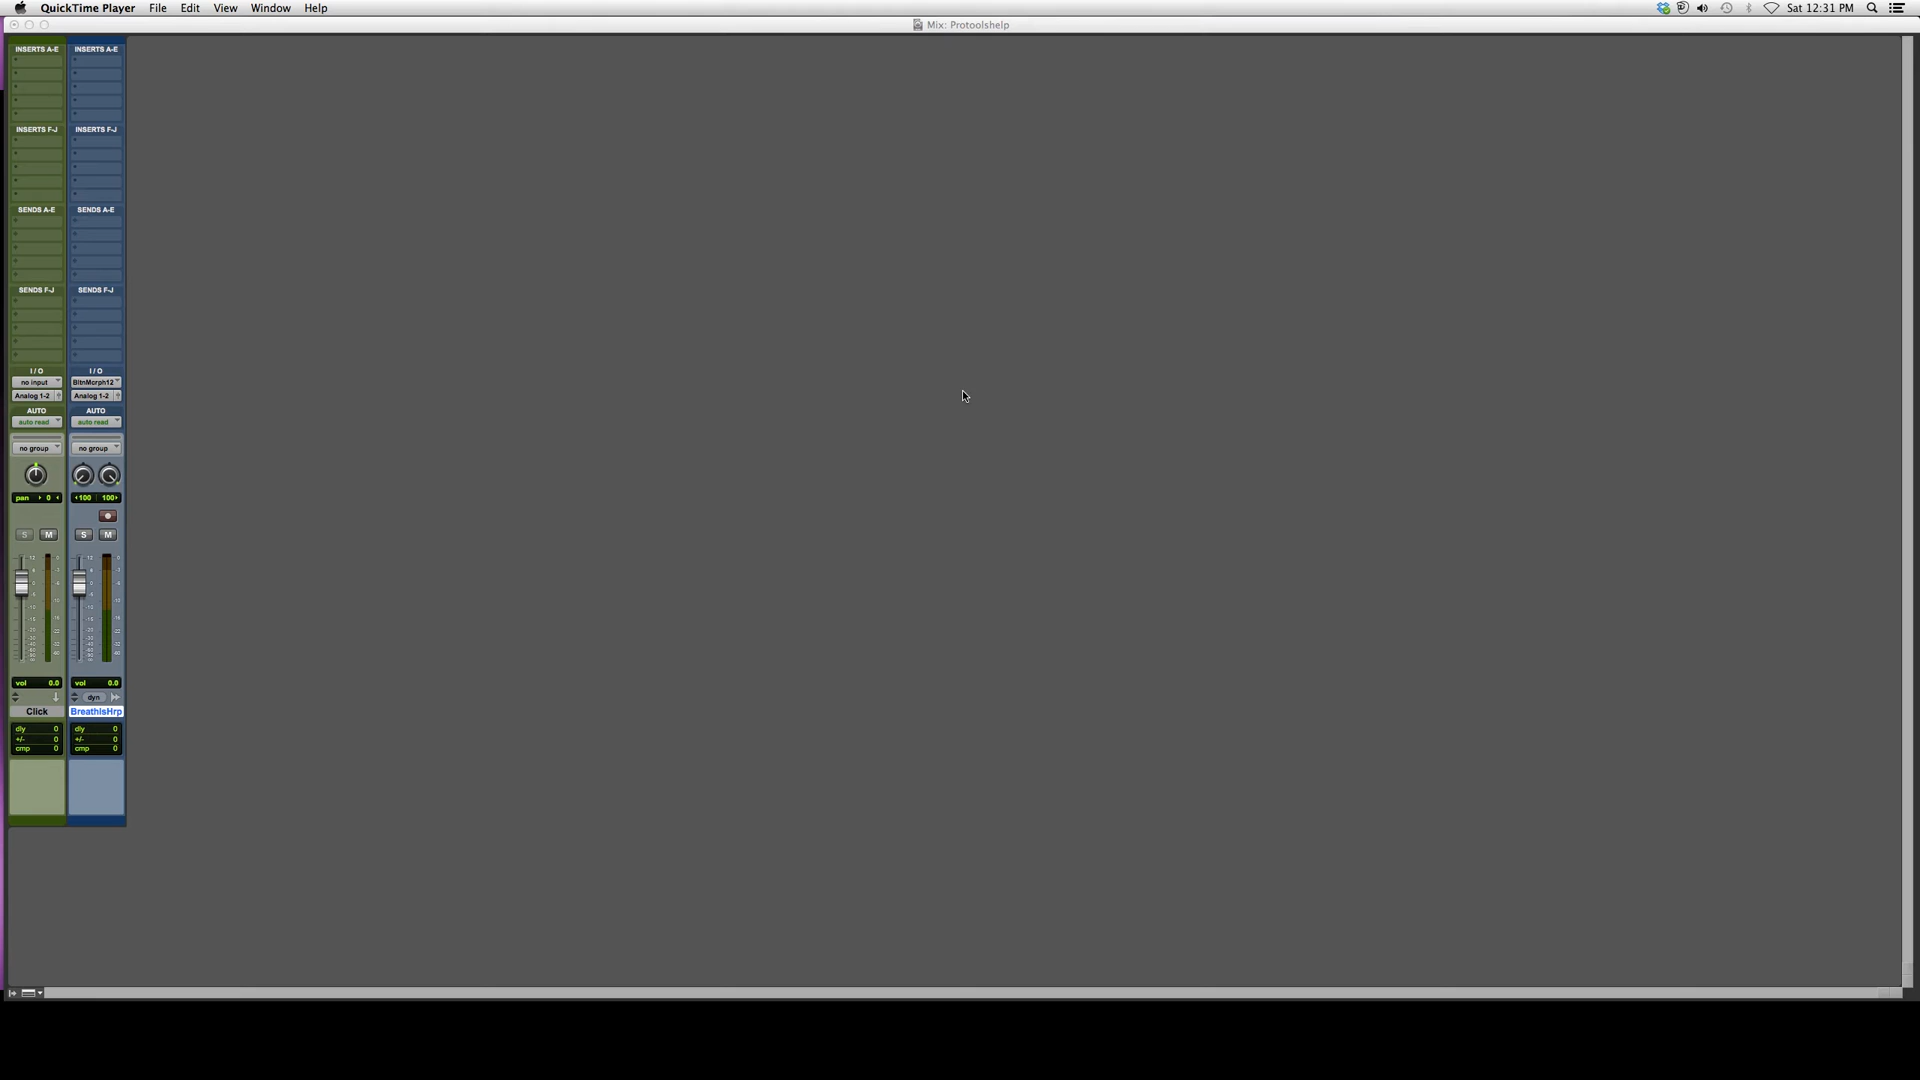 QuickTime Player File Edit View Window Help Sat 12:31 PM
Mix: Protoolshelp
INSERTS A-E INSERTS A-E
INSERTS F-J INSERTS F-J
SENDS A-E SENDS A-E
SENDS F-J SENDS F-J
I / O I / O
no input BltnMcrph12
Analog 1-2 Analog 1-2
AUTO AUTO
auto read auto read
no group no group
pan 0 100 100
S M S M
vol 0.0 vol 0.0
dyn
Click BreathIsHrp
dly 0 dly 0
+/- 0 +/- 0
cmp 0 cmp 0